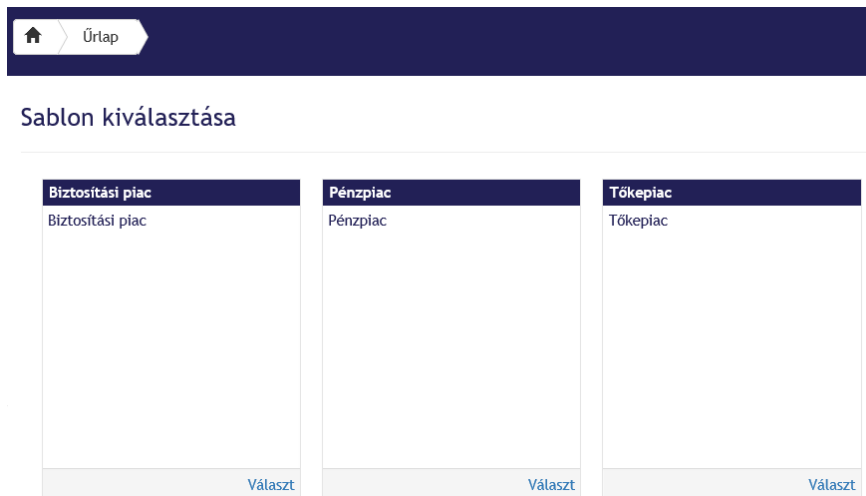 Űrlap
Sablon kiválasztása
Biztosítási piac
Biztosítási piac
Választ
Pénzpiac
Pénzpiac
Választ
Tőkepiac
Tőkepiac
Választ